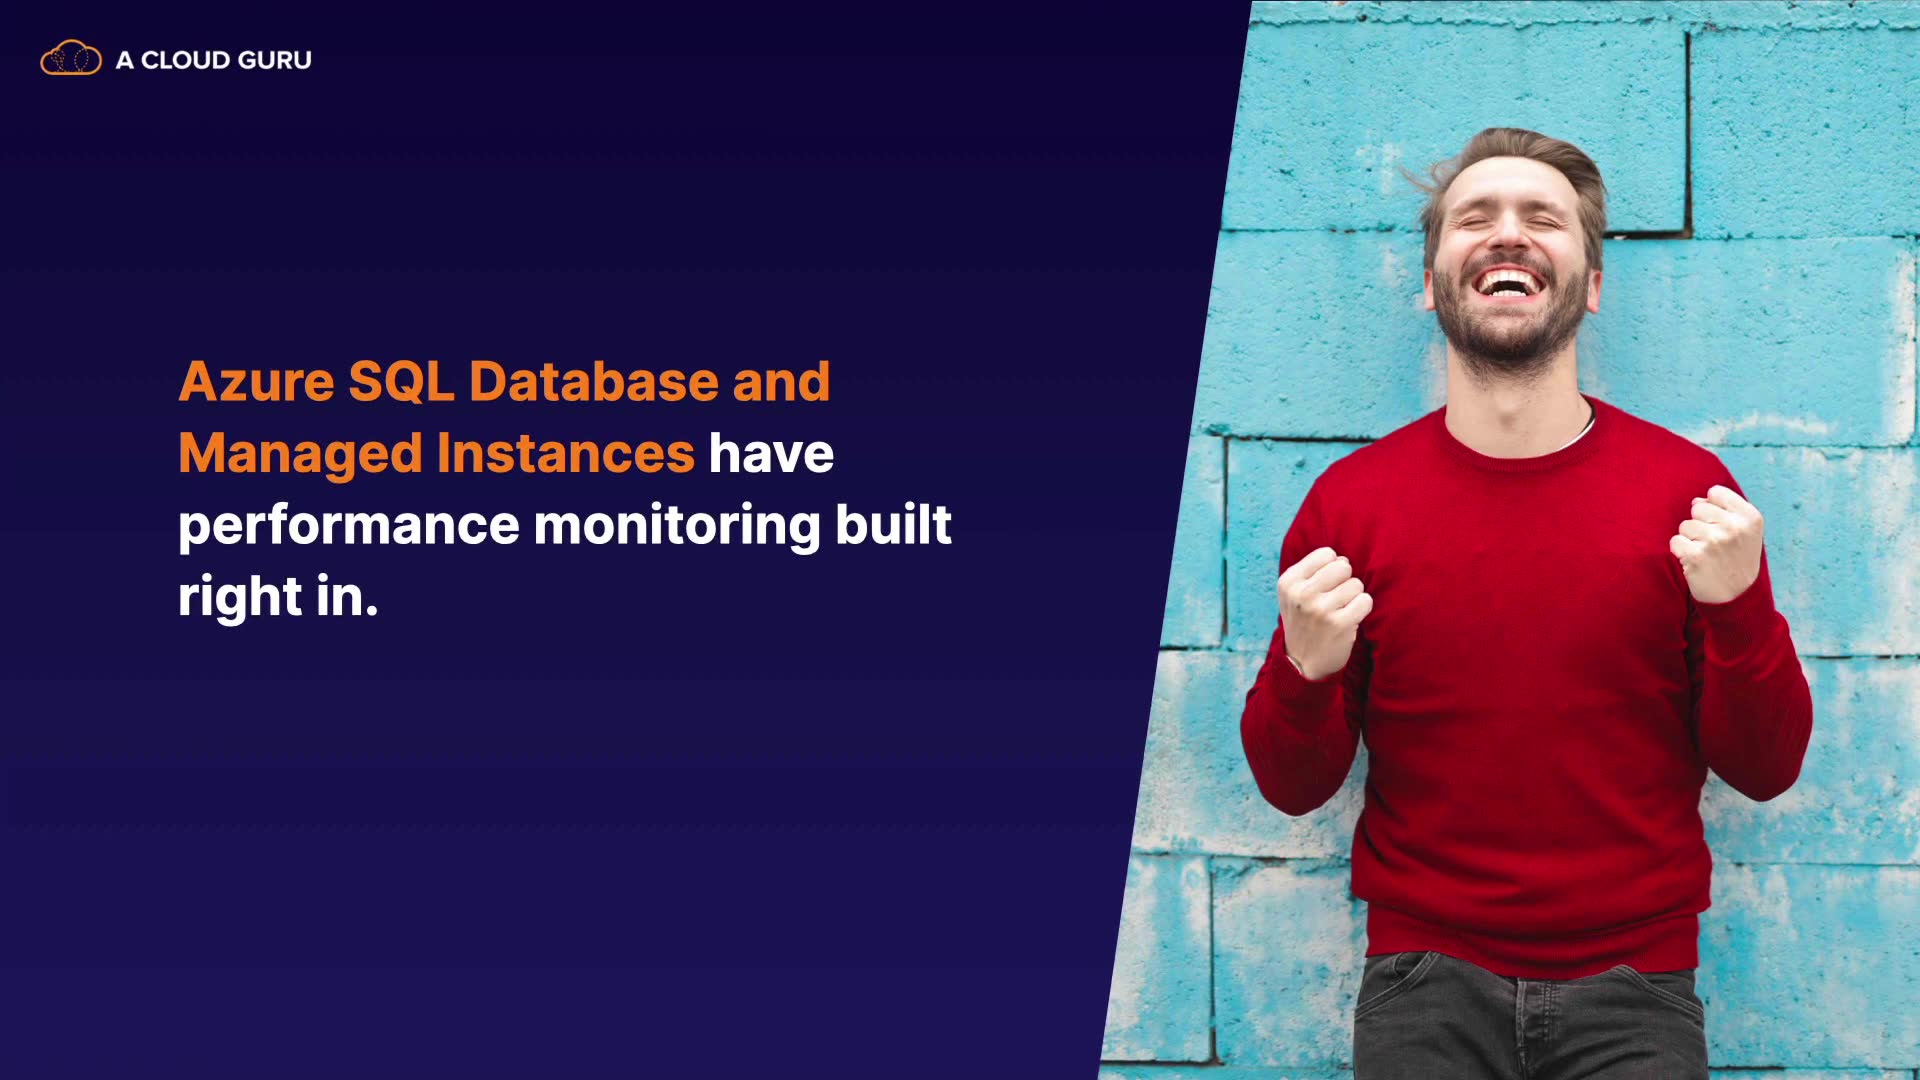 A CLOUD GURU
Azure SQL Database and
Managed Instances have
performance monitoring built
right in.